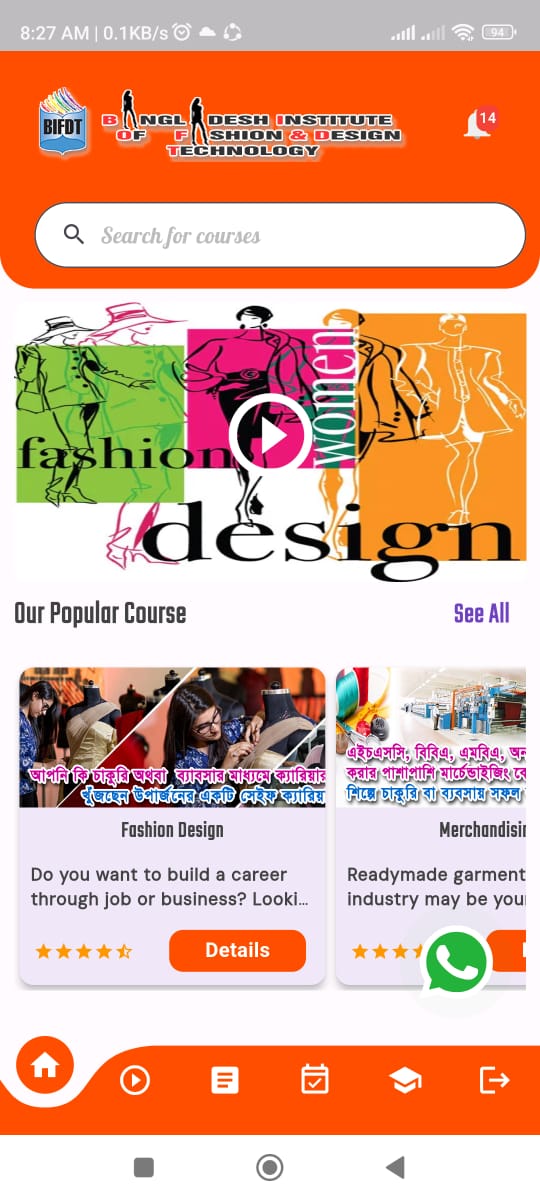 8:27 AM | 0.1KB/s
94
BIFDT
BANGLADESH INSTITUTE
OF FASHION & DESIGN
TECHNOLOGY
14
Search for courses
women
fashion
design
Our Popular Course
See All
আপনি কি চাকুরি অথবা ব্যাবসার মাধ্যমে ক্যারিয়ার
খুঁজছেন উপার্জনের একটি সেইফ ক্যারিয়
এইচএসসি, বিবিএ, এমবিএ, অন
করার পাশাপাশি মার্চেন্ডাইজিং কো
শিল্পে চাকুরি বা ব্যবসায় সফল
Fashion Design
Merchandisin
Do you want to build a career
through job or business? Looki...
Readymade garment
industry may be you
Details